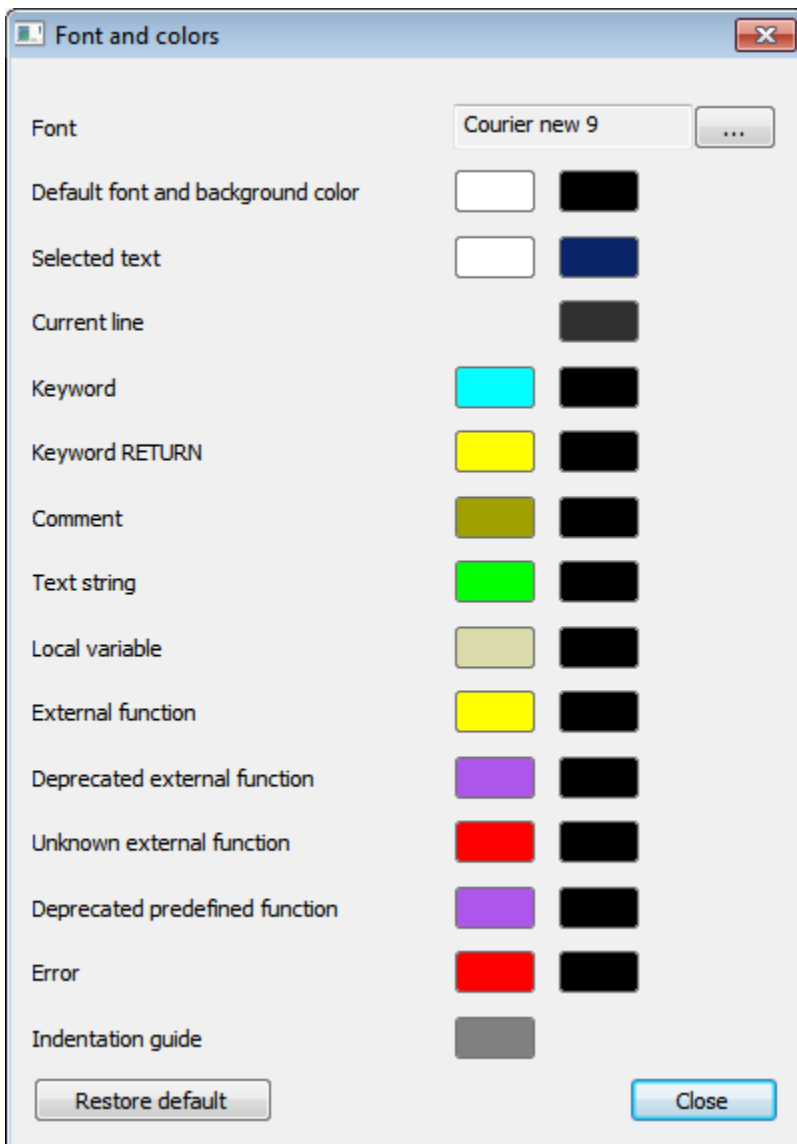 Font and colors
Font Courier new 9 ...
Default font and background color
Selected text
Current line
Keyword
Keyword RETURN
Comment
Text string
Local variable
External function
Deprecated external function
Unknown external function
Deprecated predefined function
Error
Indentation guide
Restore default Close